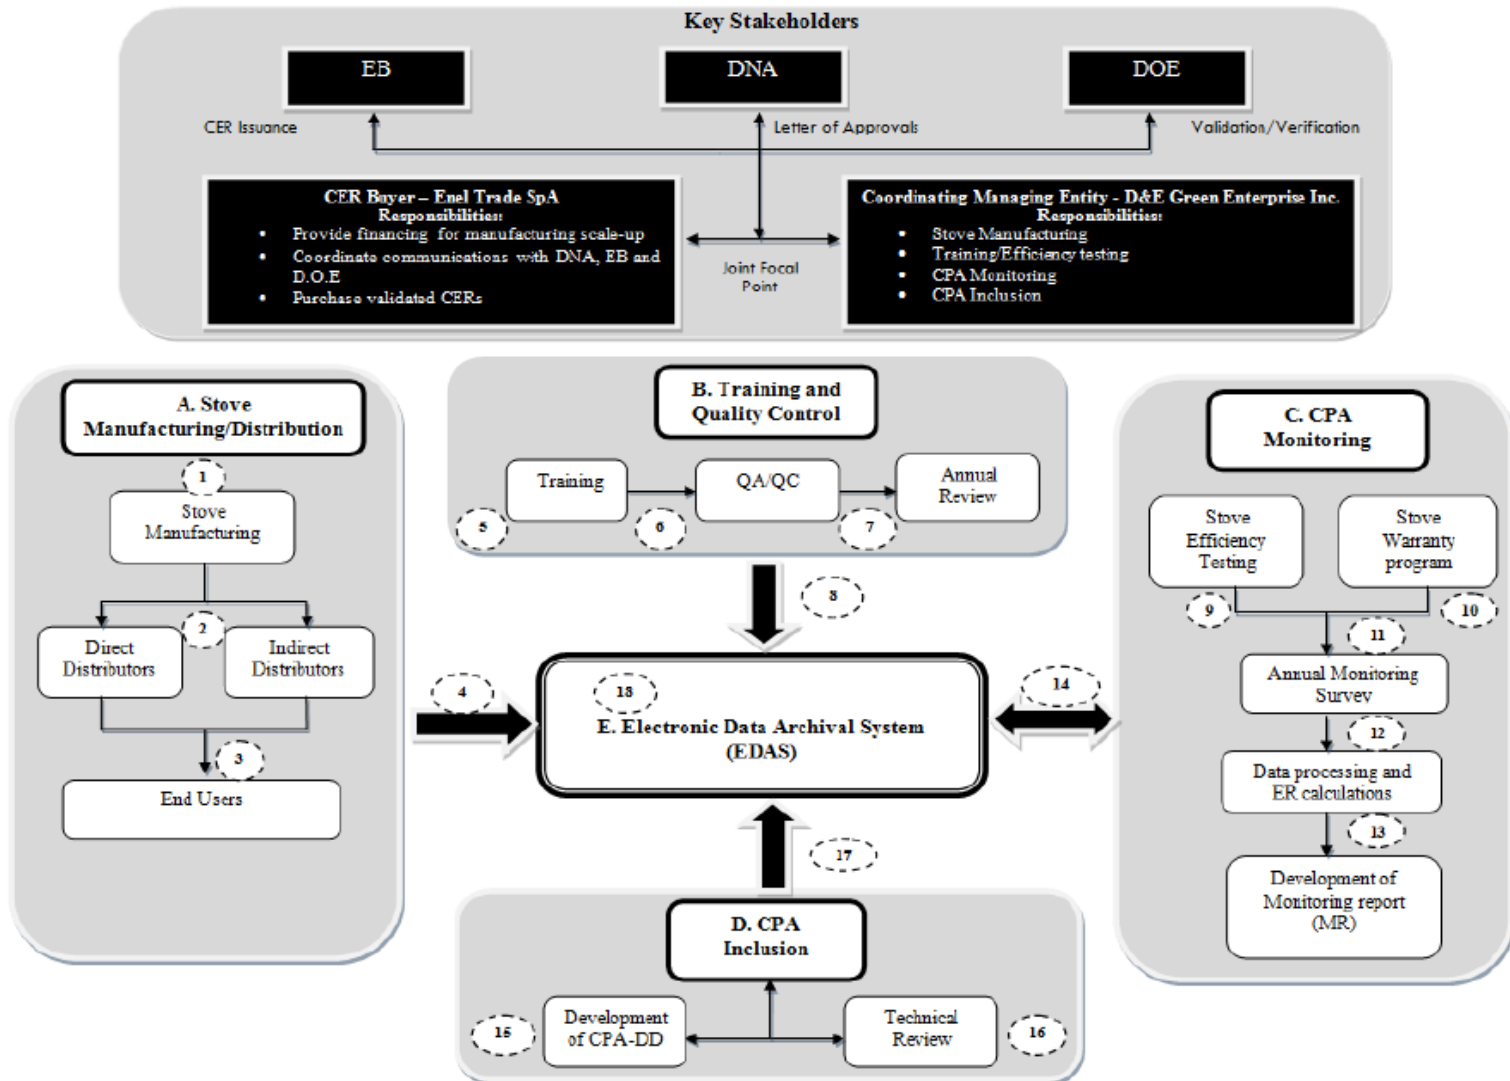 Key Stakeholders
EB
DNA
DOE
CER Issuance
Letter of Approvals
Validation/Verification
CER Buyer – Enel Trade SpA
Responsibilities:
• Provide financing for manufacturing scale-up
• Coordinate communications with DNA, EB and
D.O.E
• Purchase validated CERs
Joint Focal
Point
Coordinating Managing Entity - D&E Green Enterprise Inc.
Responsibilities:
• Stove Manufacturing
• Training/Efficiency testing
• CPA Monitoring
• CPA Inclusion
A. Stove
Manufacturing/Distribution
1
Stove
Manufacturing
2
Direct
Distributors
Indirect
Distributors
3
End Users
4
B. Training and
Quality Control
Training
QA/QC
Annual
Review
5
6
7
8
C. CPA
Monitoring
Stove
Efficiency
Testing
Stove
Warranty
program
9
10
11
Annual Monitoring
Survey
12
Data processing and
ER calculations
13
Development of
Monitoring report
(MR)
14
18
E. Electronic Data Archival System
(EDAS)
17
D. CPA
Inclusion
15
Development
of CPA-DD
Technical
Review
16